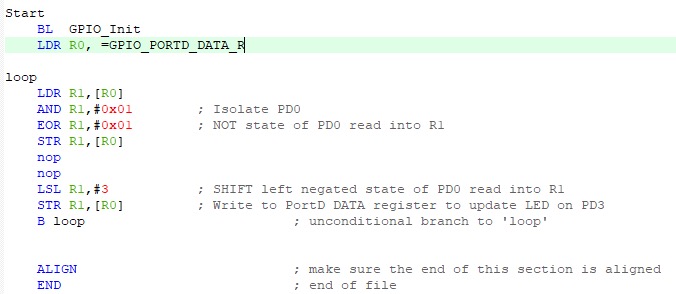 Start
BL GPIO_Init
LDR R0, =GPIO_PORTD_DATA_R
loop
LDR R1,[R0]
AND R1,#0x01 ; Isolate PD0
EOR R1,#0x01 ; NOT state of PD0 read into R1
STR R1,[R0]
nop
nop
LSL R1,#3 ; SHIFT left negated state of PD0 read into R1
STR R1,[R0] ; Write to PortD DATA register to update LED on PD3
B loop ; unconditional branch to 'loop'
ALIGN ; make sure the end of this section is aligned
END ; end of file